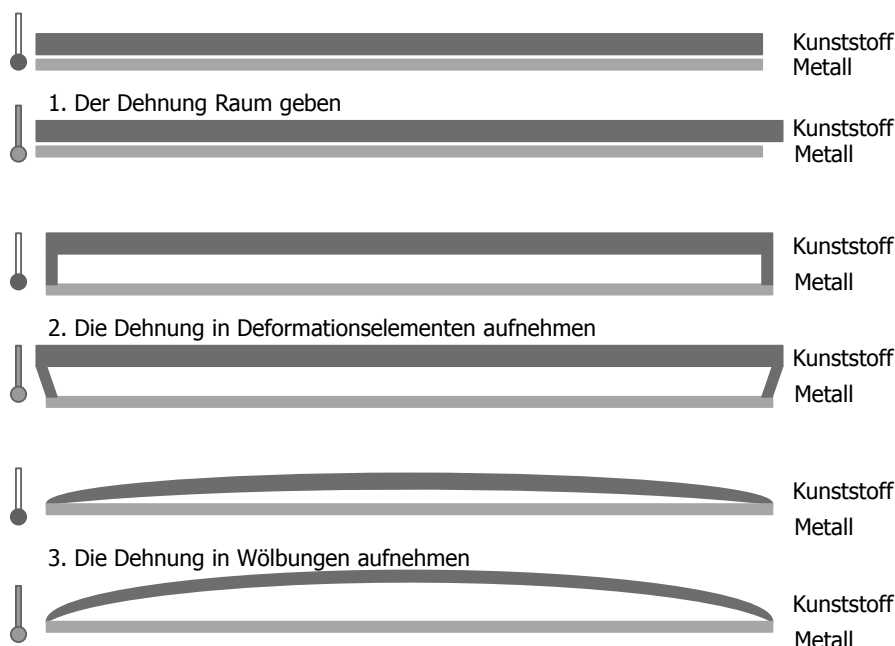 Kunststoff
Metall
1. Der Dehnung Raum geben
Kunststoff
Metall
Kunststoff
Metall
2. Die Dehnung in Deformationselementen aufnehmen
Kunststoff
Metall
Kunststoff
Metall
3. Die Dehnung in Wölbungen aufnehmen
Kunststoff
Metall